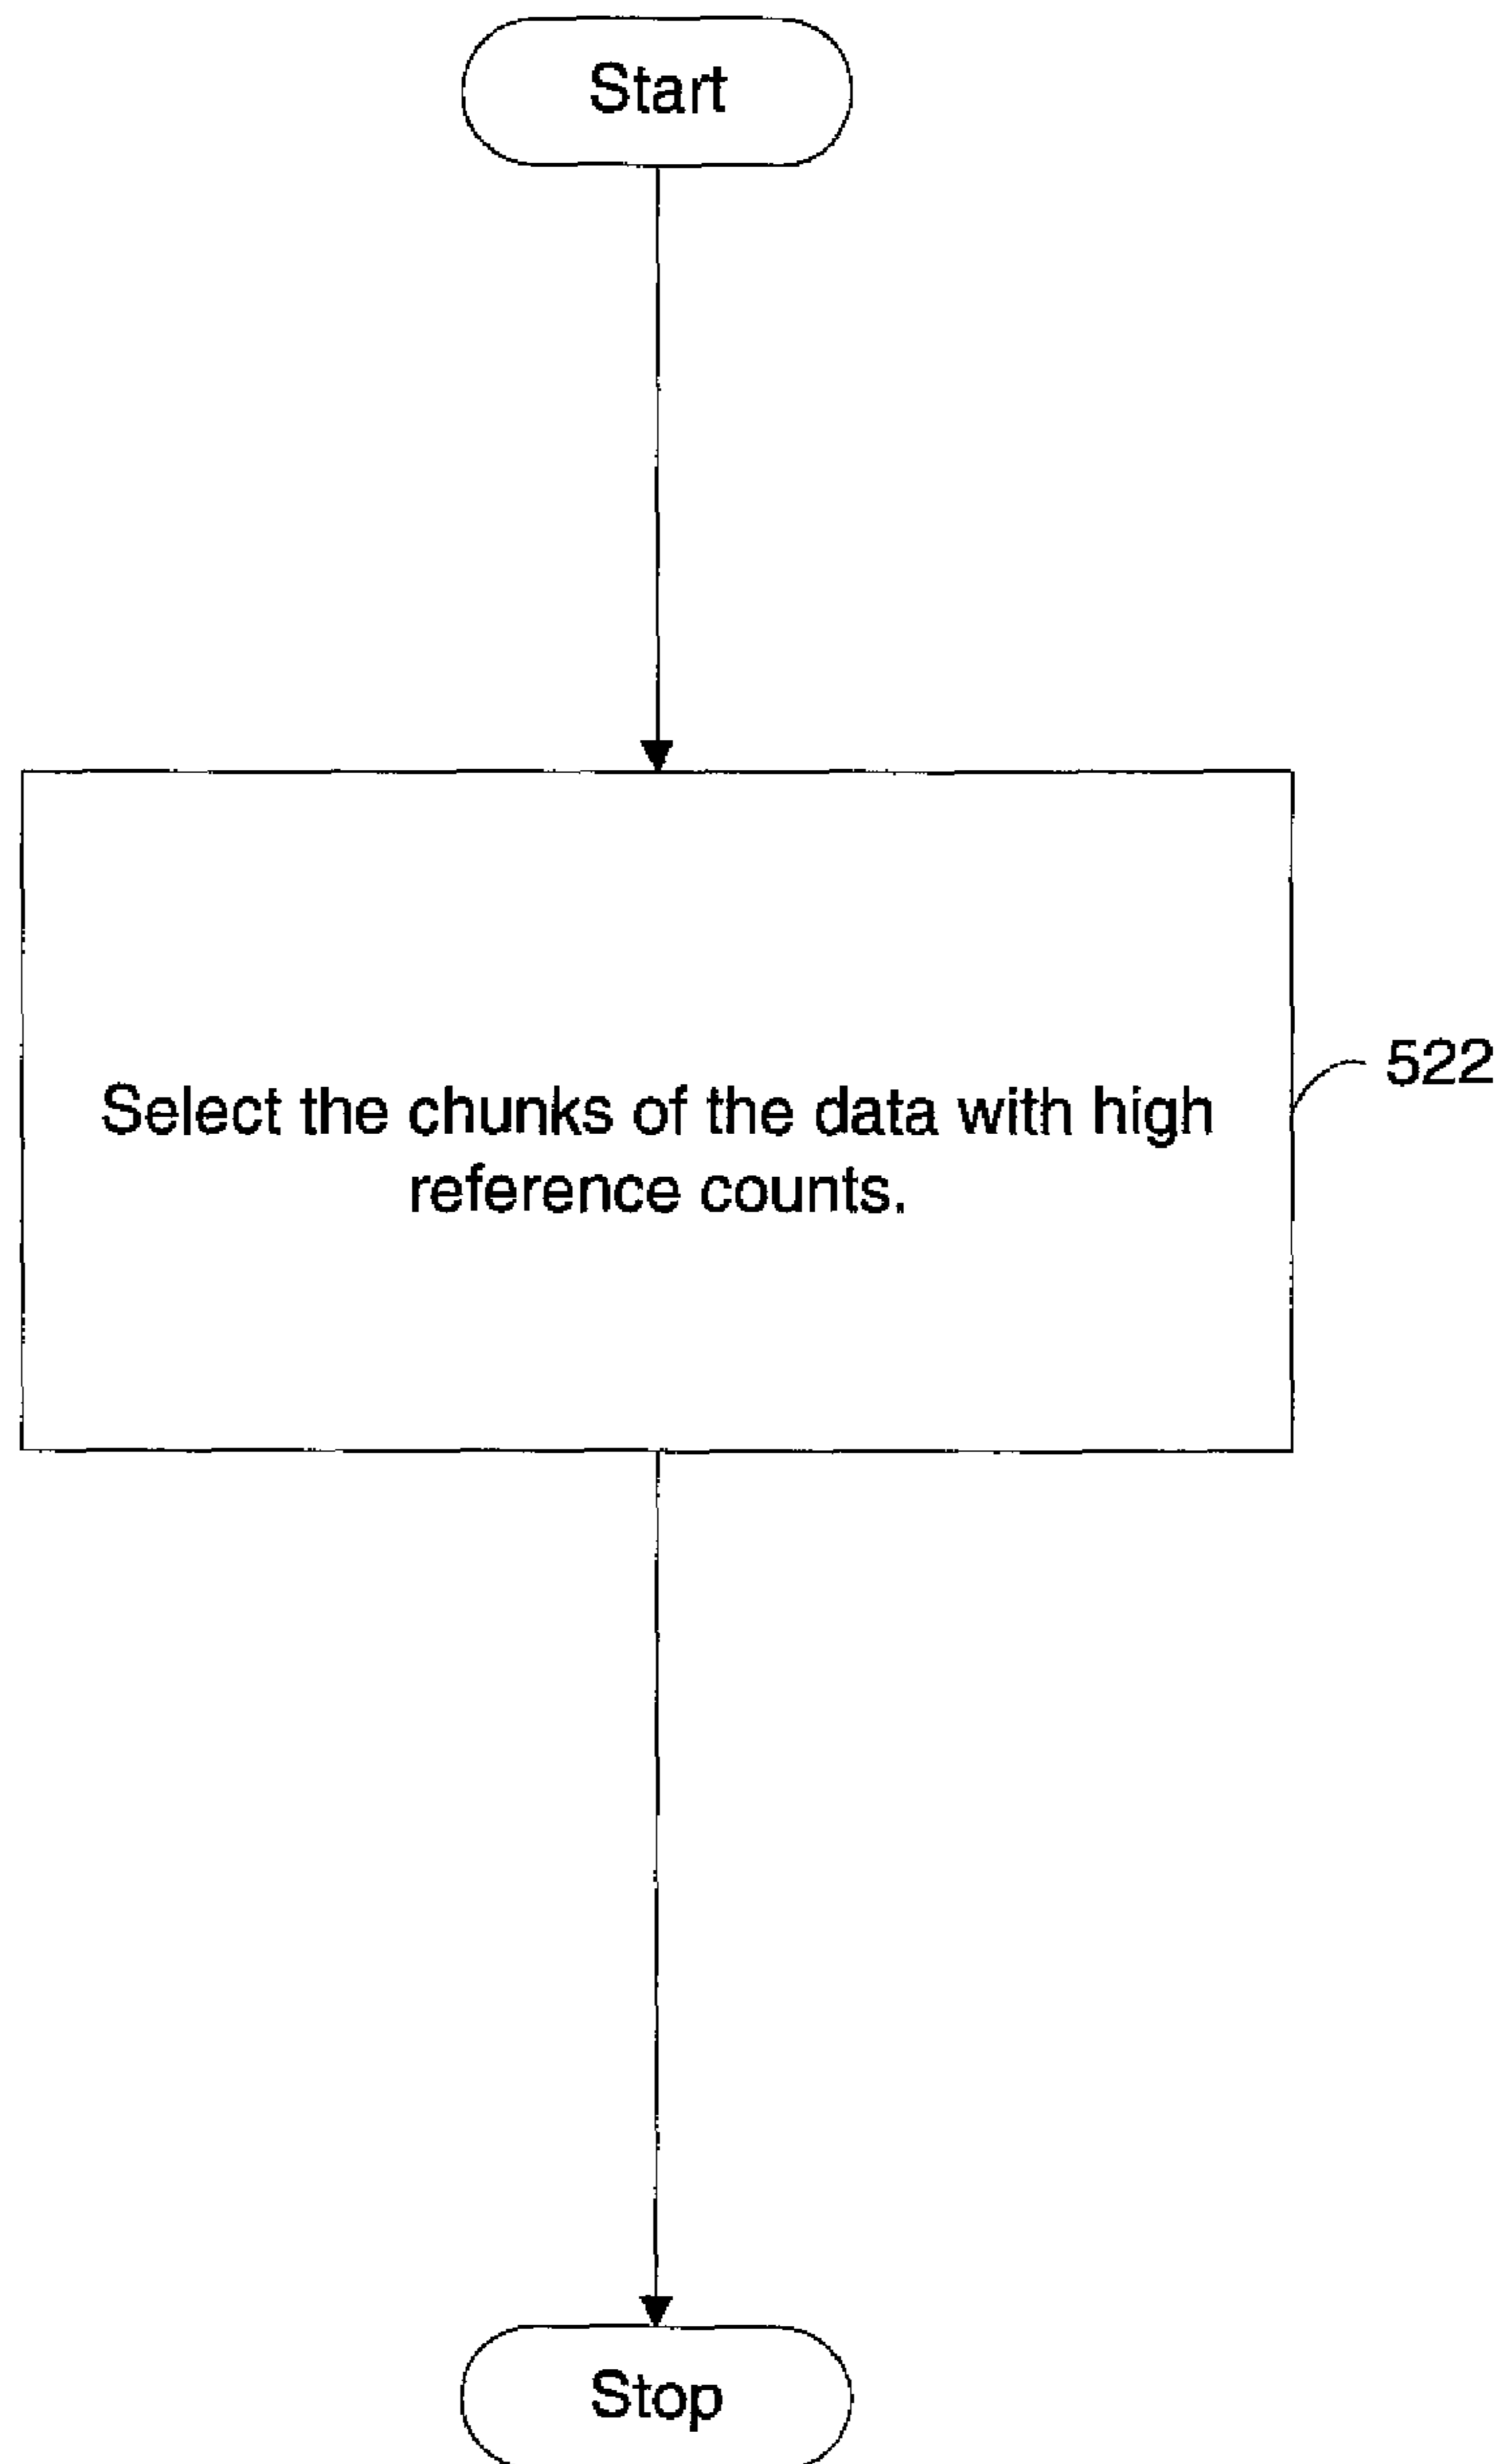 Start
Select the chunks of the data with high
reference counts.
522
Stop